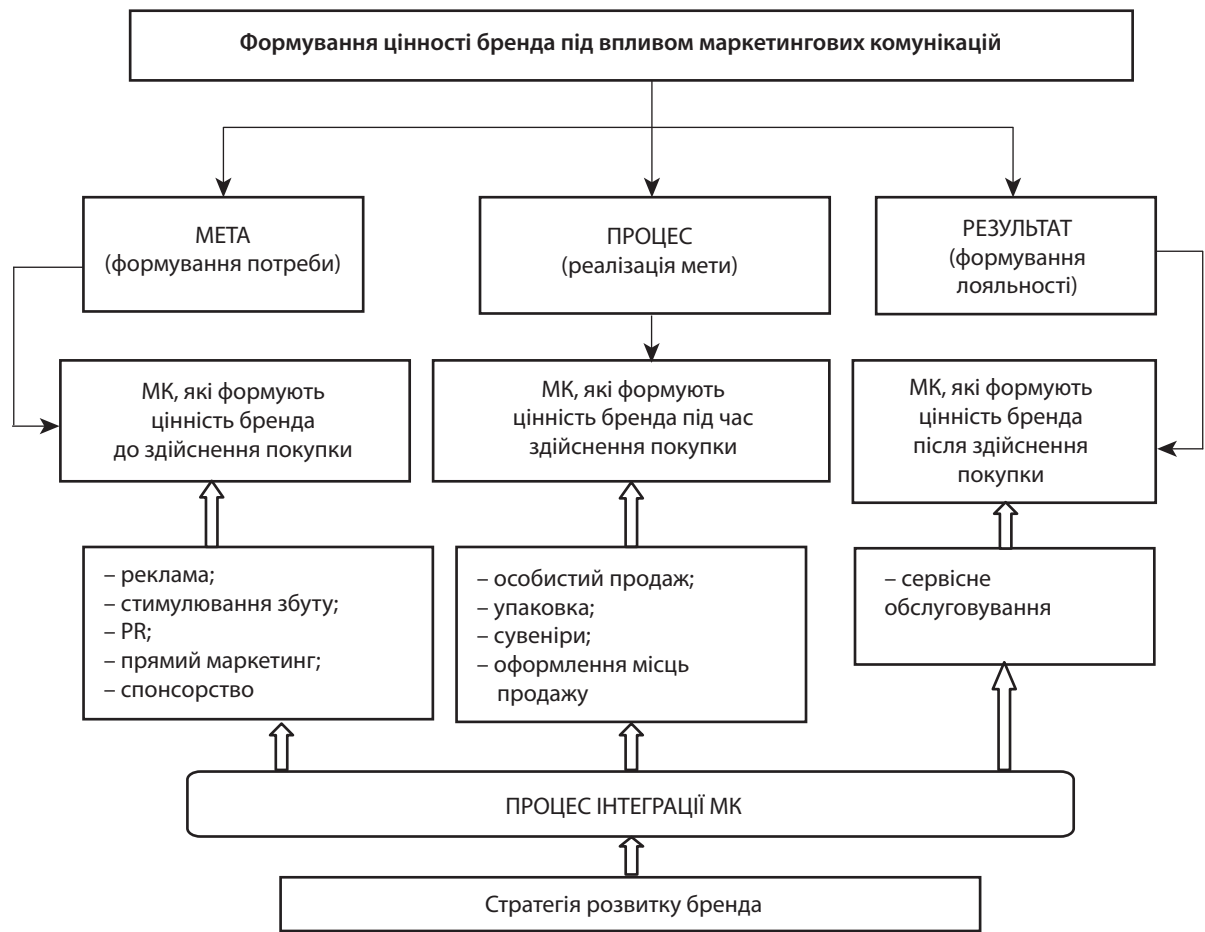 Формування цінності бренда під впливом маркетингових комунікацій
МЕТА
(формування потреби)
ПРОЦЕС
(реалізація мети)
РЕЗУЛЬТАТ
(формування
лояльності)
МК, які формують
цінність бренда
до здійснення покупки
МК, які формують
цінність бренда під час
здійснення покупки
МК, які формують
цінність бренда
після здійснення
покупки
– реклама;
– стимулювання збуту;
– PR;
– прямий маркетинг;
– спонсорство
– особистий продаж;
– упаковка;
– сувеніри;
– оформлення місць
продажу
– сервісне
обслуговування
ПРОЦЕС ІНТЕГРАЦІЇ МК
Стратегія розвитку бренда